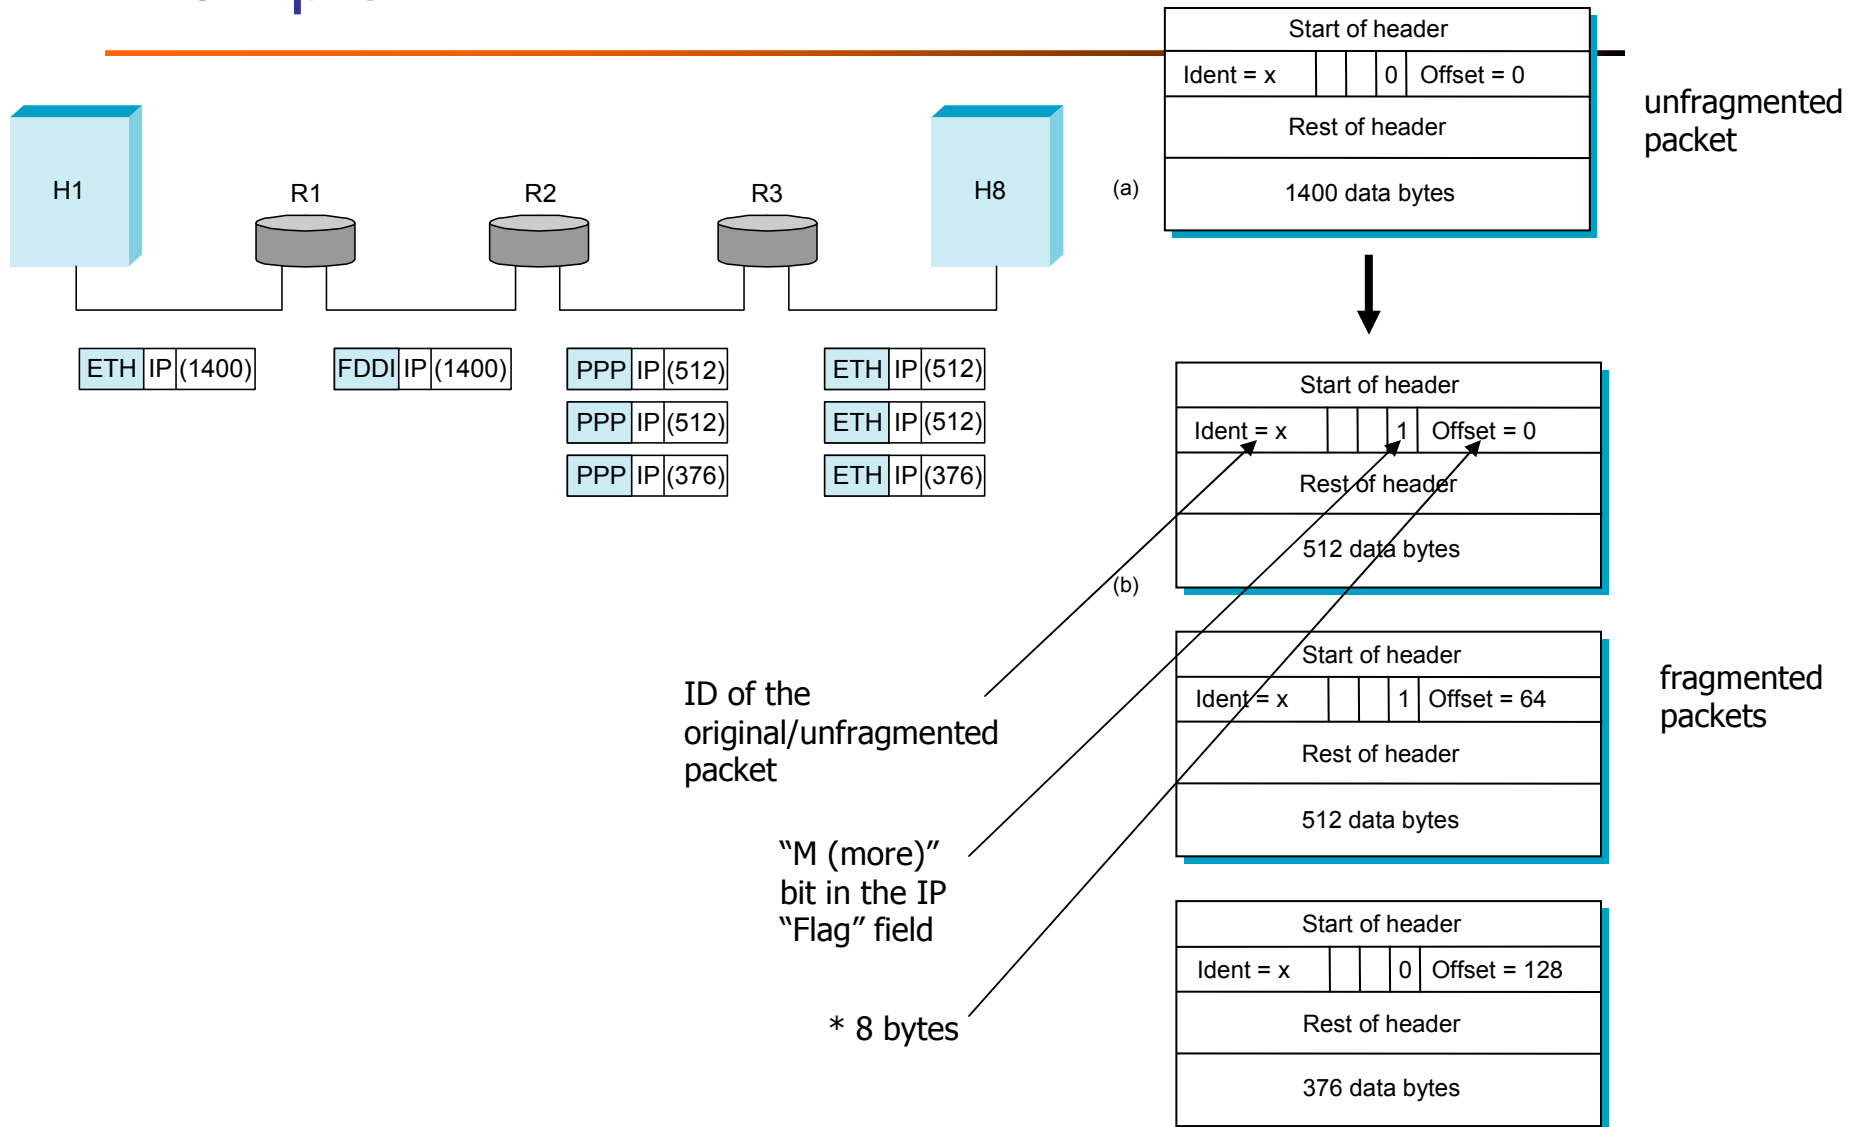 Start of header
Ident = x 0 Offset = 0
Rest of header
1400 data bytes
(a)
unfragmented
packet
H1
R1
R2
R3
H8
ETH IP (1400)
FDDI IP (1400)
PPP IP (512)
ETH IP (512)
PPP IP (512)
ETH IP (512)
PPP IP (376)
ETH IP (376)
Start of header
Ident = x 1 Offset = 0
Rest of header
512 data bytes
(b)
Start of header
Ident = x 1 Offset = 64
Rest of header
512 data bytes
fragmented
packets
Start of header
Ident = x 0 Offset = 128
Rest of header
376 data bytes
ID of the
original/unfragmented
packet
“M (more)”
bit in the IP
“Flag” field
* 8 bytes